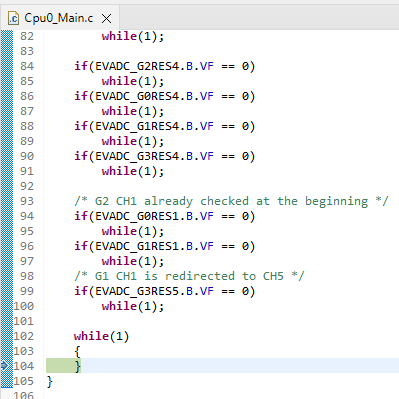 Cpu0_Main.c
82 while(1);
83
84 if(EVADC_G2RES4.B.VF == 0)
85 while(1);
86 if(EVADC_G0RES4.B.VF == 0)
87 while(1);
88 if(EVADC_G1RES4.B.VF == 0)
89 while(1);
90 if(EVADC_G3RES4.B.VF == 0)
91 while(1);
92
93 /* G2 CH1 already checked at the beginning */
94 if(EVADC_G0RES1.B.VF == 0)
95 while(1);
96 if(EVADC_G1RES1.B.VF == 0)
97 while(1);
98 /* G1 CH1 is redirected to CH5 */
99 if(EVADC_G3RES5.B.VF == 0)
100 while(1);
101
102 while(1)
103 {
104 }
105 }
106